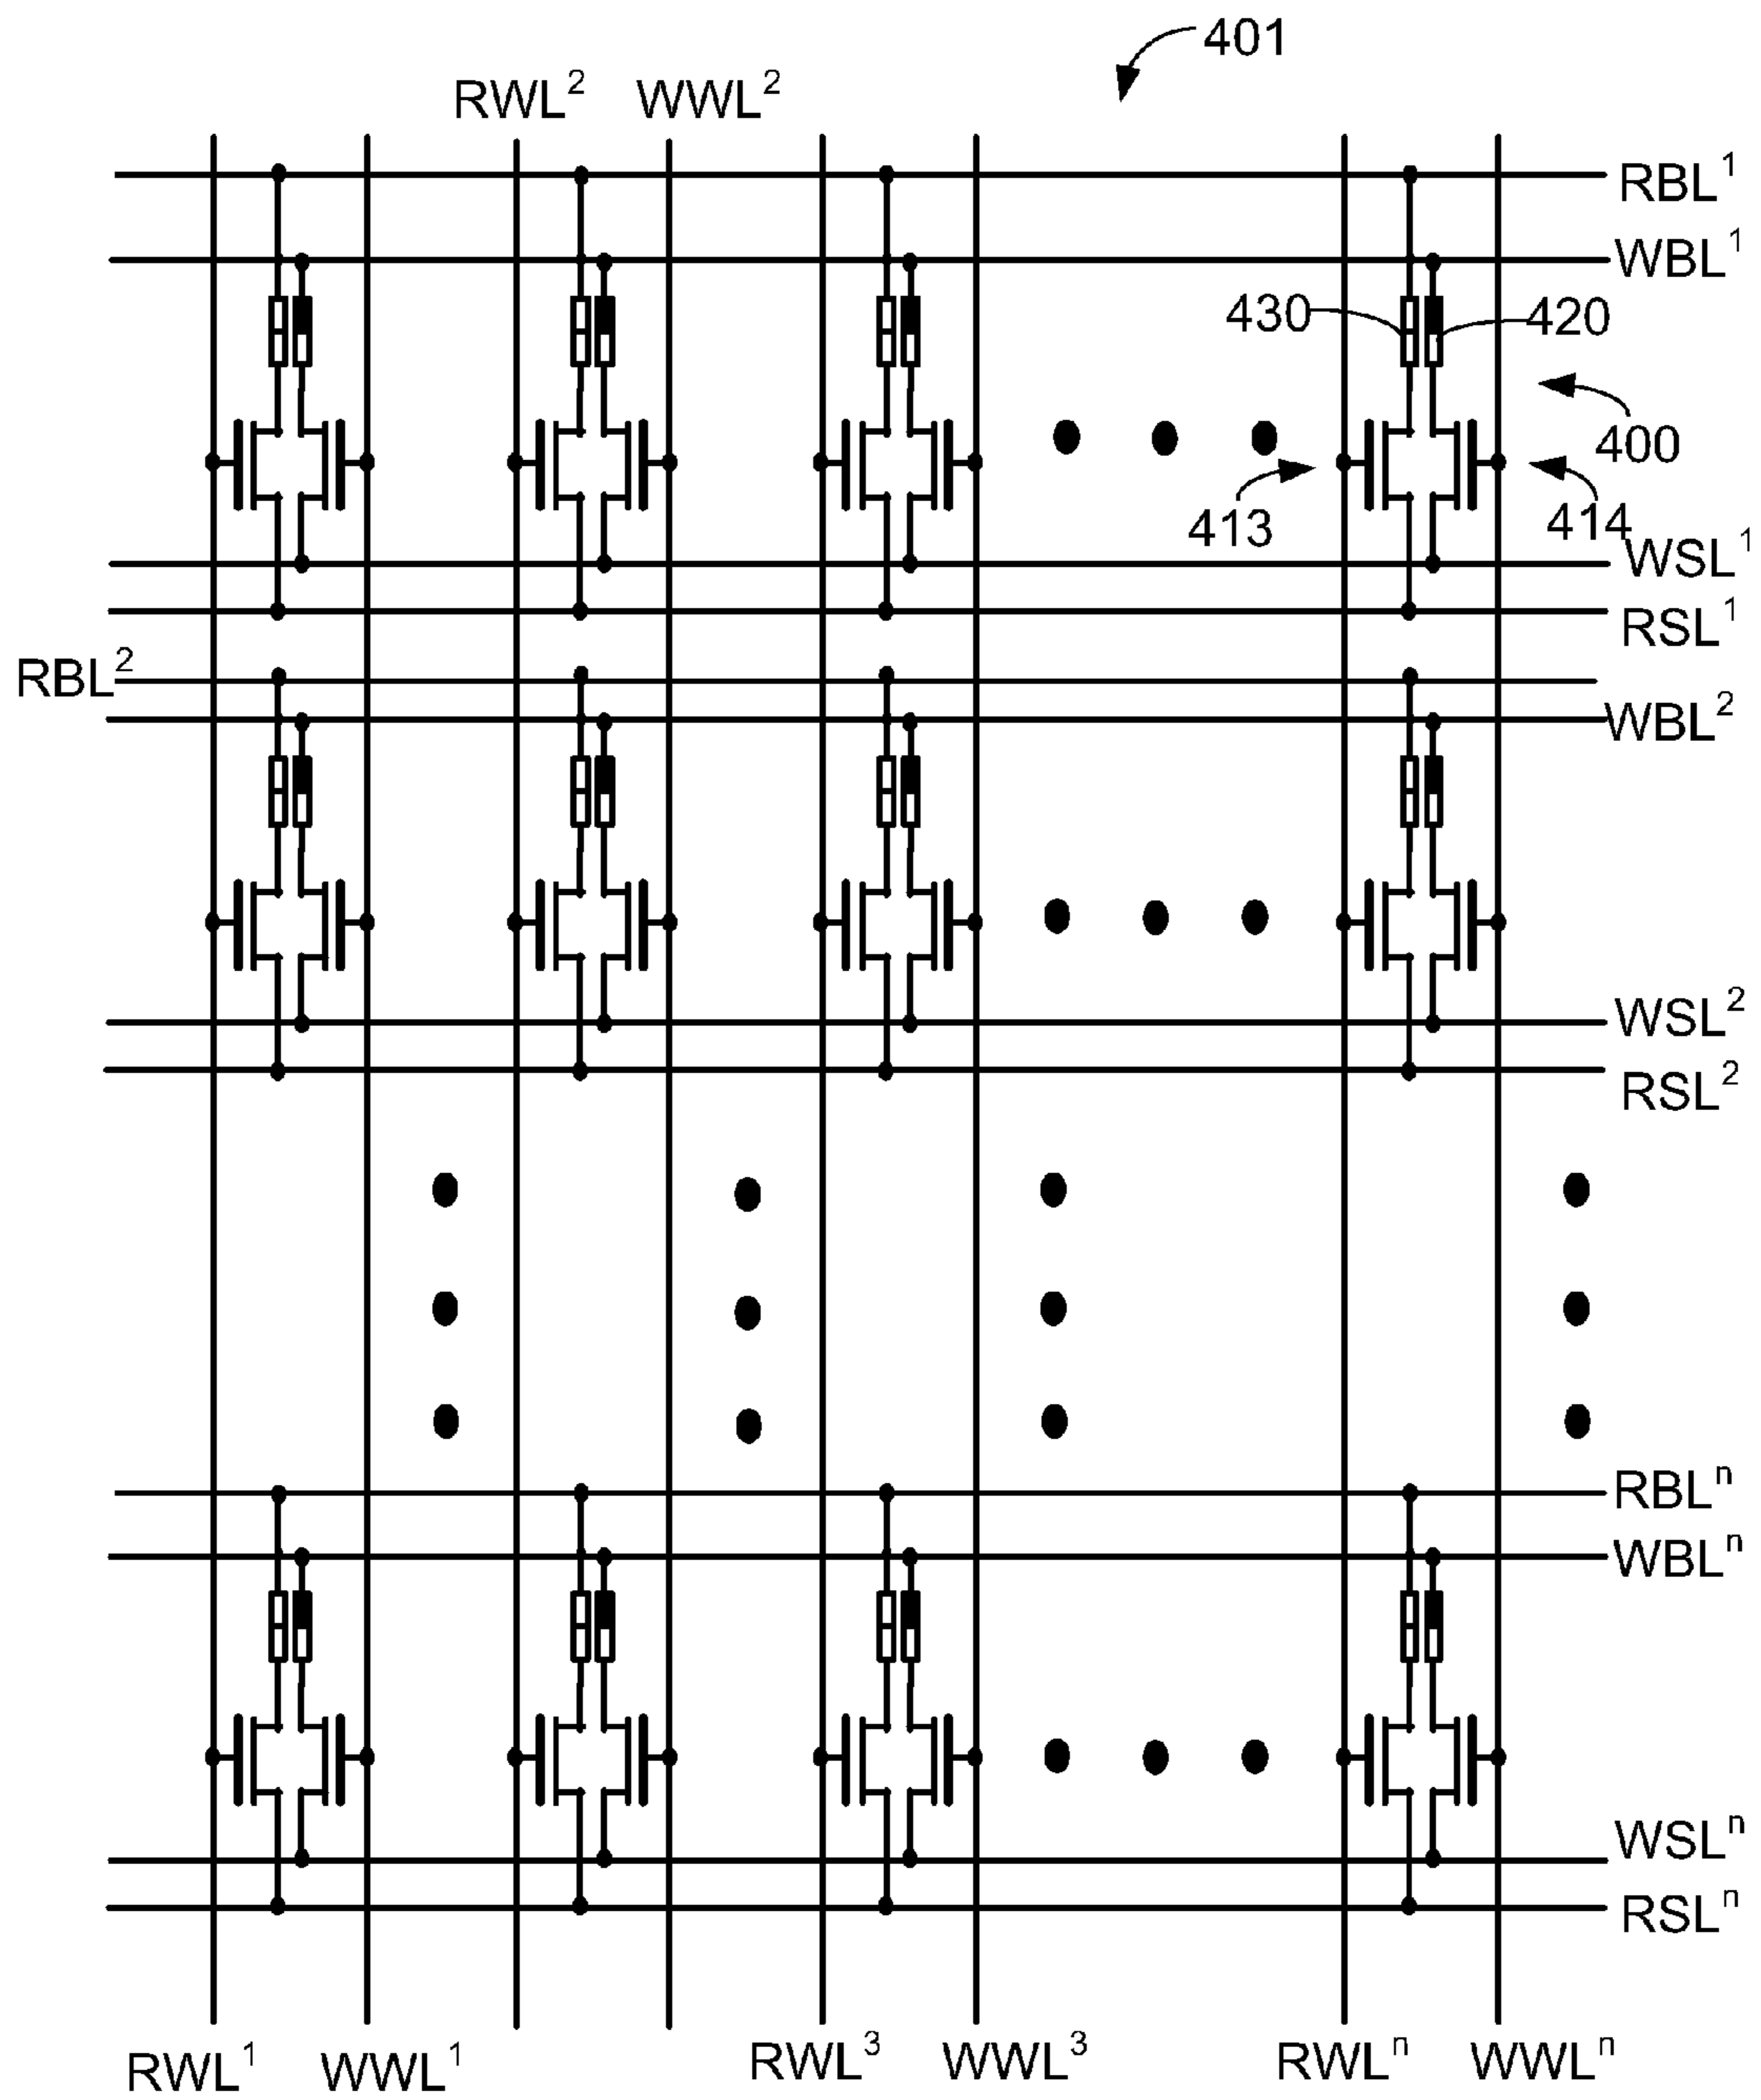 401
RWL² WWL²
RBL¹
WBL¹
430
420
400
413
414
WSL¹
RSL¹
RBL²
WBL²
WSL²
RSL²
RBLⁿ
WBLⁿ
WSLⁿ
RSLⁿ
RWL¹ WWL¹ RWL³ WWL³ RWLⁿ WWLⁿ